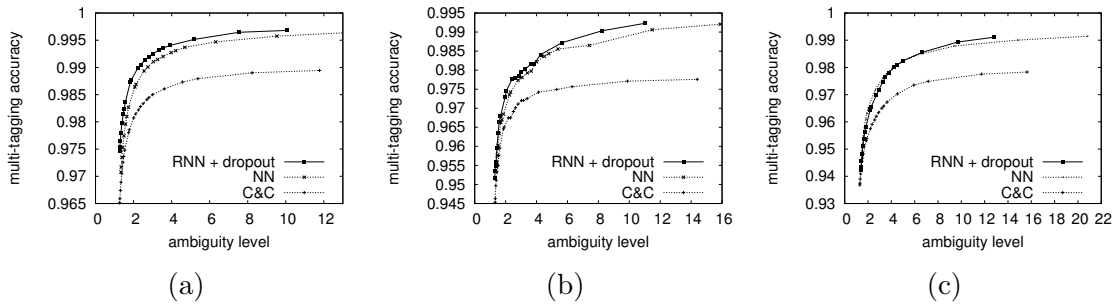 multi-tagging accuracy
1
0.995
0.99
0.985
0.98
0.975
0.97
0.965
0 2 4 6 8 10 12
ambiguity level
RNN + dropout
NN
C&C
(a)
multi-tagging accuracy
0.995
0.99
0.985
0.98
0.975
0.97
0.965
0.96
0.955
0.95
0.945
0 2 4 6 8 10 12 14 16
ambiguity level
RNN + dropout
NN
C&C
(b)
multi-tagging accuracy
1
0.99
0.98
0.97
0.96
0.95
0.94
0.93
0 2 4 6 8 10 12 14 16 18 20 22
ambiguity level
RNN + dropout
NN
C&C
(c)